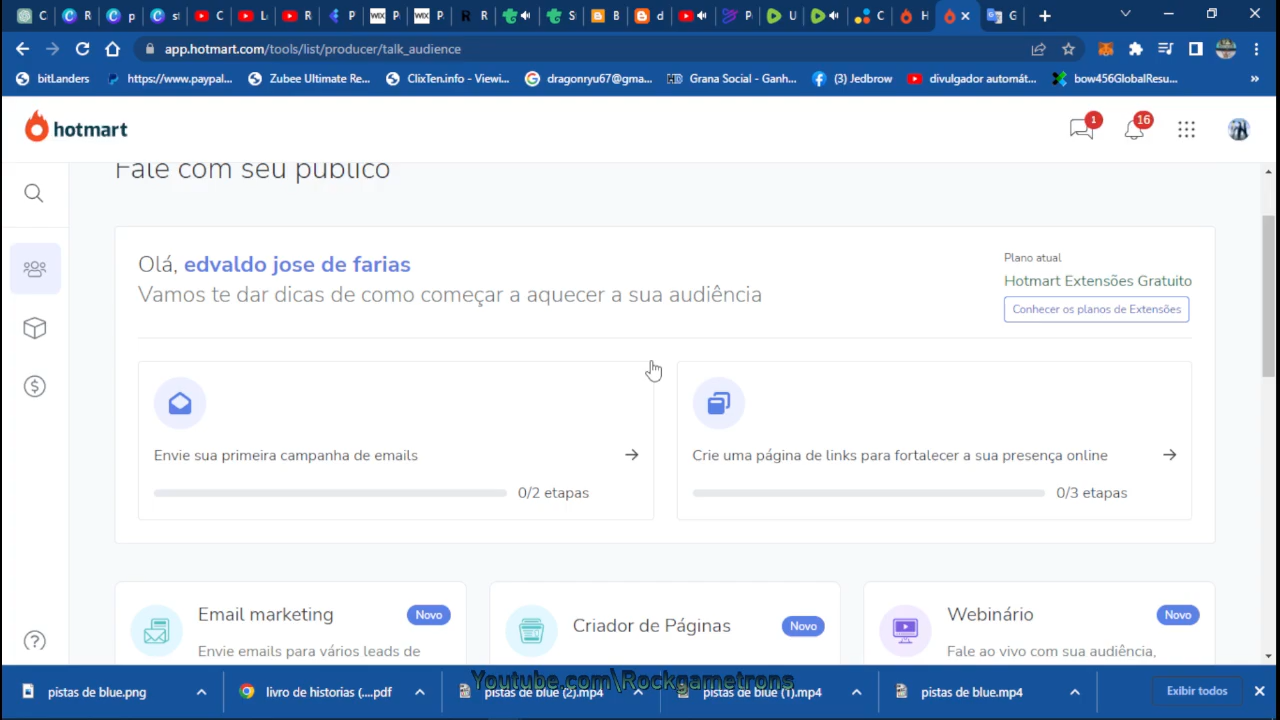 C
R
C
p
C
s
C
L
R
P
WIX
P
WIX
P
R
R
S
B
d
P
U
C
H
G
app.hotmart.com/tools/list/producer/talk_audience
bitLanders
https://www.paypal...
Zubee Ultimate Re...
ClixTen.info - Viewi...
dragonryu67@gma...
Grana Social - Ganh...
(3) Jedbrow
divulgador automát...
bow456GlobalResu...
»
hotmart
1
16
Fale com seu público
Olá, edvaldo jose de farias
Vamos te dar dicas de como começar a aquecer a sua audiência
Plano atual
Hotmart Extensões Gratuito
Conhecer os planos de Extensões
Envie sua primeira campanha de emails
0/2 etapas
Crie uma página de links para fortalecer a sua presença online
0/3 etapas
Email marketing
Novo
Envie emails para vários leads de
Criador de Páginas
Novo
Webinário
Novo
Fale ao vivo com sua audiência,
pistas de blue.png
livro de historias (....pdf
pistas de blue (2).mp4
pistas de blue (1).mp4
pistas de blue.mp4
Exibir todos
Youtube.com\Rockgametrons